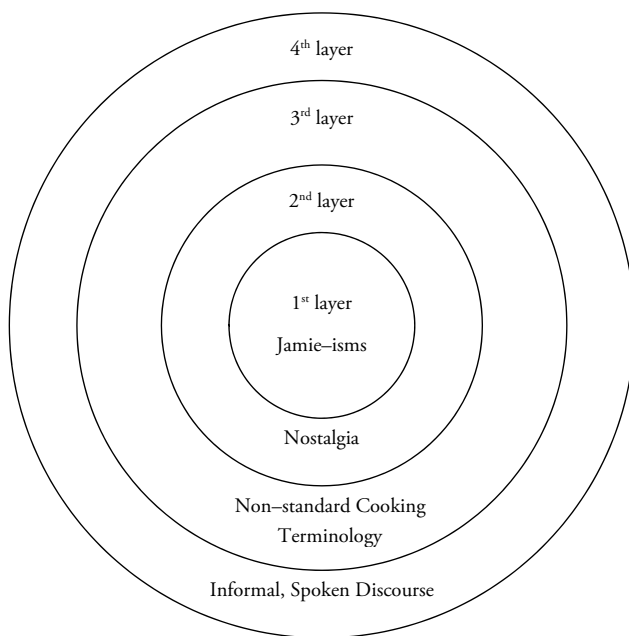 4th layer
3rd layer
2nd layer
1st layer
Jamie–isms
Nostalgia
Non–standard Cooking
Terminology
Informal, Spoken Discourse